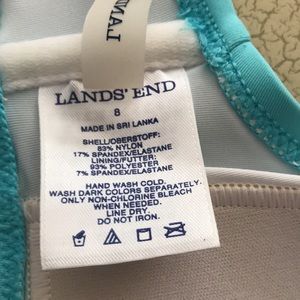 LANDS' END
8
MADE IN SRI LANKA
SHELL/OBERSTOFF:
83% NYLON
17% SPANDEX/ELASTANE
LINING/FUTTER:
93% POLYESTER
7% SPANDEX/ELASTANE
HAND WASH COLD.
WASH DARK COLORS SEPARATELY.
ONLY NON-CHLORINE BLEACH
WHEN NEEDED.
LINE DRY.
DO NOT IRON.